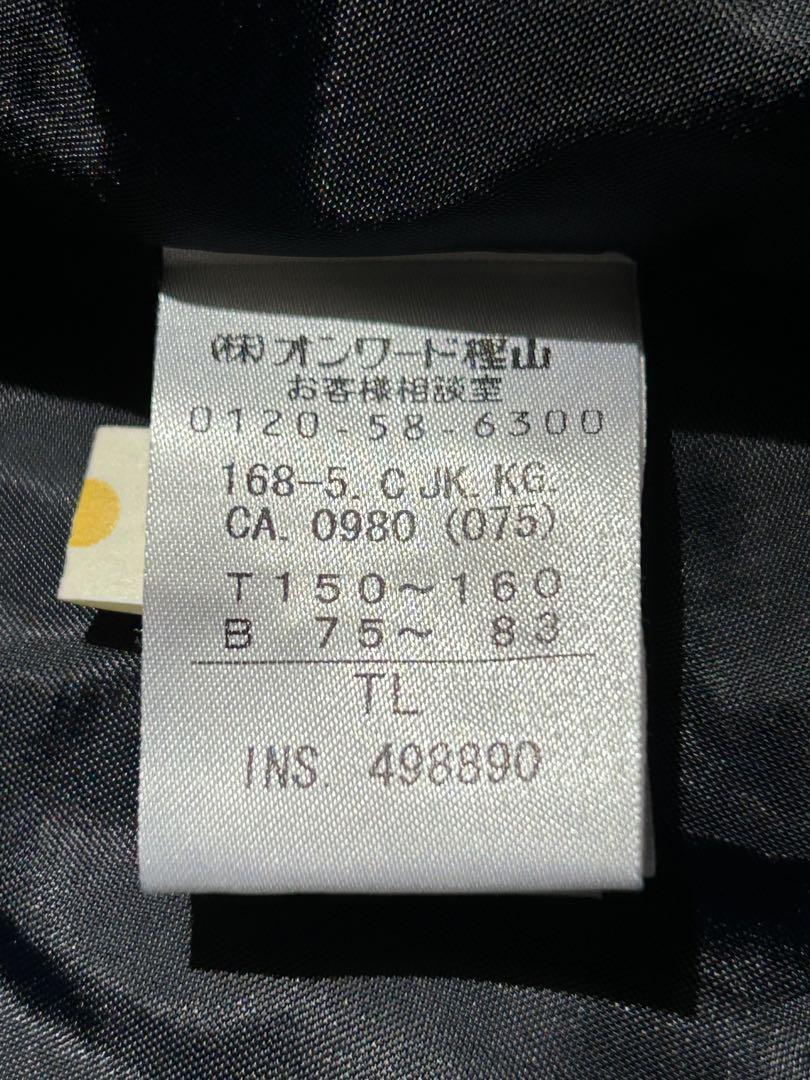 (株)オンワード樫山
お客様相談室
0120-58-6300
168-5. C JK. KG.
CA. 0980 (075)
T 150~160
B 75~ 83
TL
INS. 498890